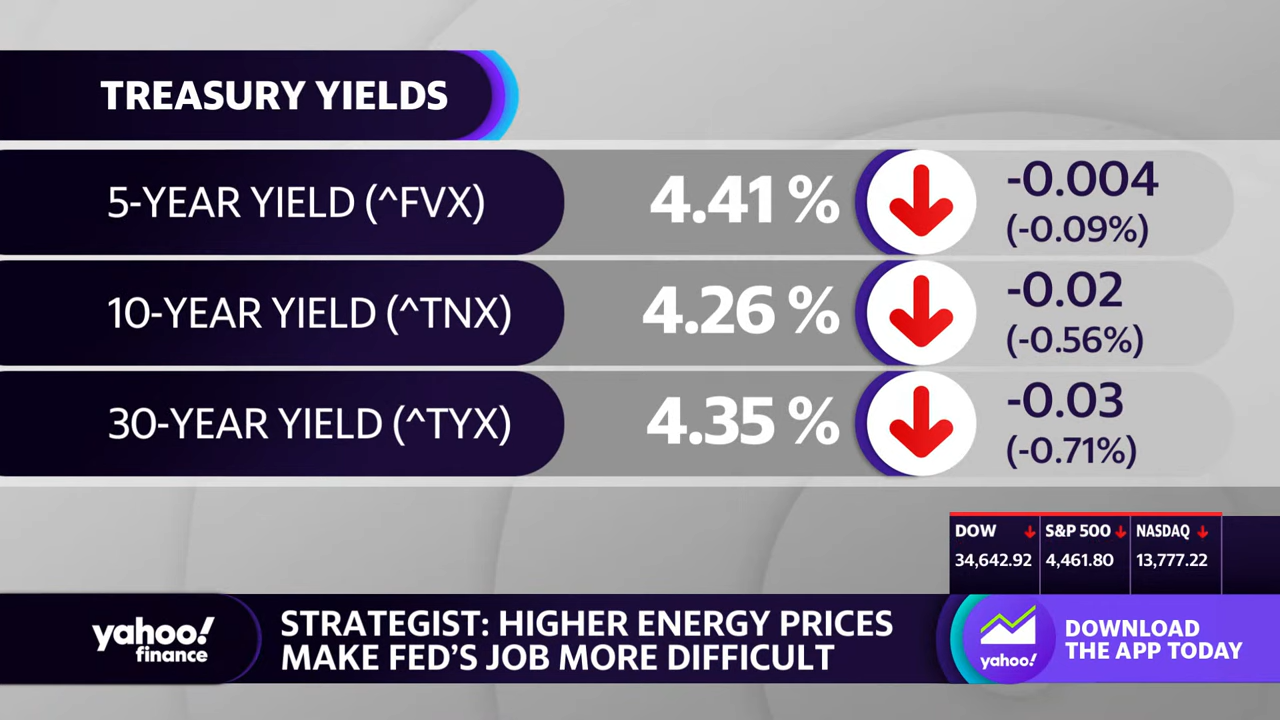 TREASURY YIELDS
5-YEAR YIELD (^FVX) 4.41 % -0.004
(-0.09%)
10-YEAR YIELD (^TNX) 4.26 % -0.02
(-0.56%)
30-YEAR YIELD (^TYX) 4.35 % -0.03
(-0.71%)
DOW S&P 500 NASDAQ
34,642.92 4,461.80 13,777.22
yahoo!
finance
STRATEGIST: HIGHER ENERGY PRICES
MAKE FED'S JOB MORE DIFFICULT
yahoo!
DOWNLOAD
THE APP TODAY